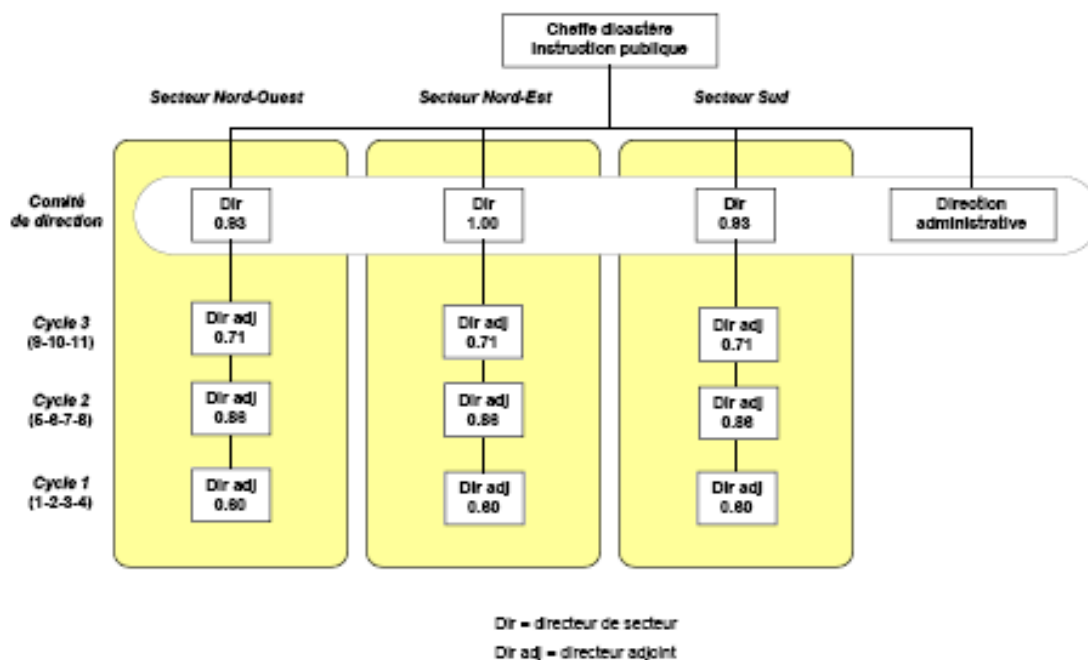 Cheffe dicastère
Instruction publique
Secteur Nord-Ouest
Secteur Nord-Est
Secteur Sud
Comité
de direction
Dir
0.93
Dir
1.00
Dir
0.93
Direction
administrative
Cycle 3
(9-10-11)
Dir adj
0.71
Dir adj
0.71
Dir adj
0.71
Cycle 2
(5-6-7-8)
Dir adj
0.86
Dir adj
0.86
Dir adj
0.86
Cycle 1
(1-2-3-4)
Dir adj
0.60
Dir adj
0.60
Dir adj
0.60
Dir = directeur de secteur
Dir adj = directeur adjoint